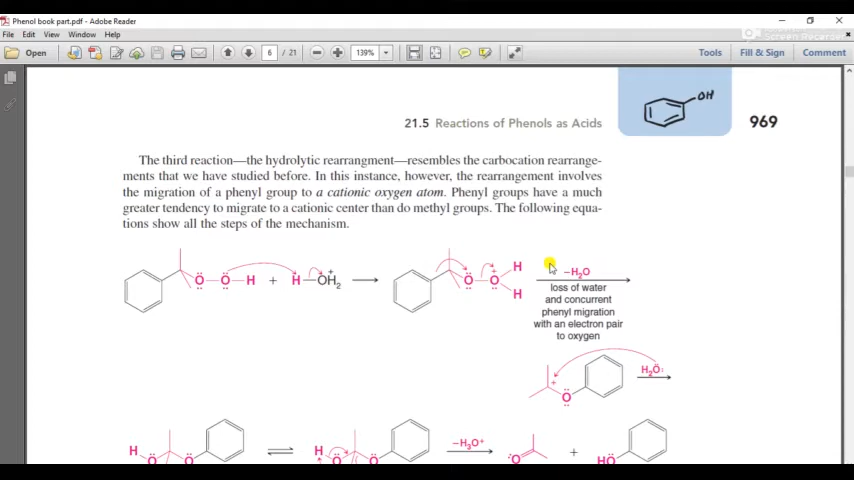 Phenol book part.pdf - Adobe Reader
File Edit View Window Help
Open 6 / 21 139% Tools Fill & Sign Comment
OH
21.5 Reactions of Phenols as Acids 969
The third reaction—the hydrolytic rearrangment—resembles the carbocation rearrange-
ments that we have studied before. In this instance, however, the rearrangement involves
the migration of a phenyl group to a cationic oxygen atom. Phenyl groups have a much
greater tendency to migrate to a cationic center than do methyl groups. The following equa-
tions show all the steps of the mechanism.
O O H + H OH2 + O O + H H
−H2O
loss of water
and concurrent
phenyl migration
with an electron pair
to oxygen
+ O H2O:
H O O H O O −H3O+ :O + HO